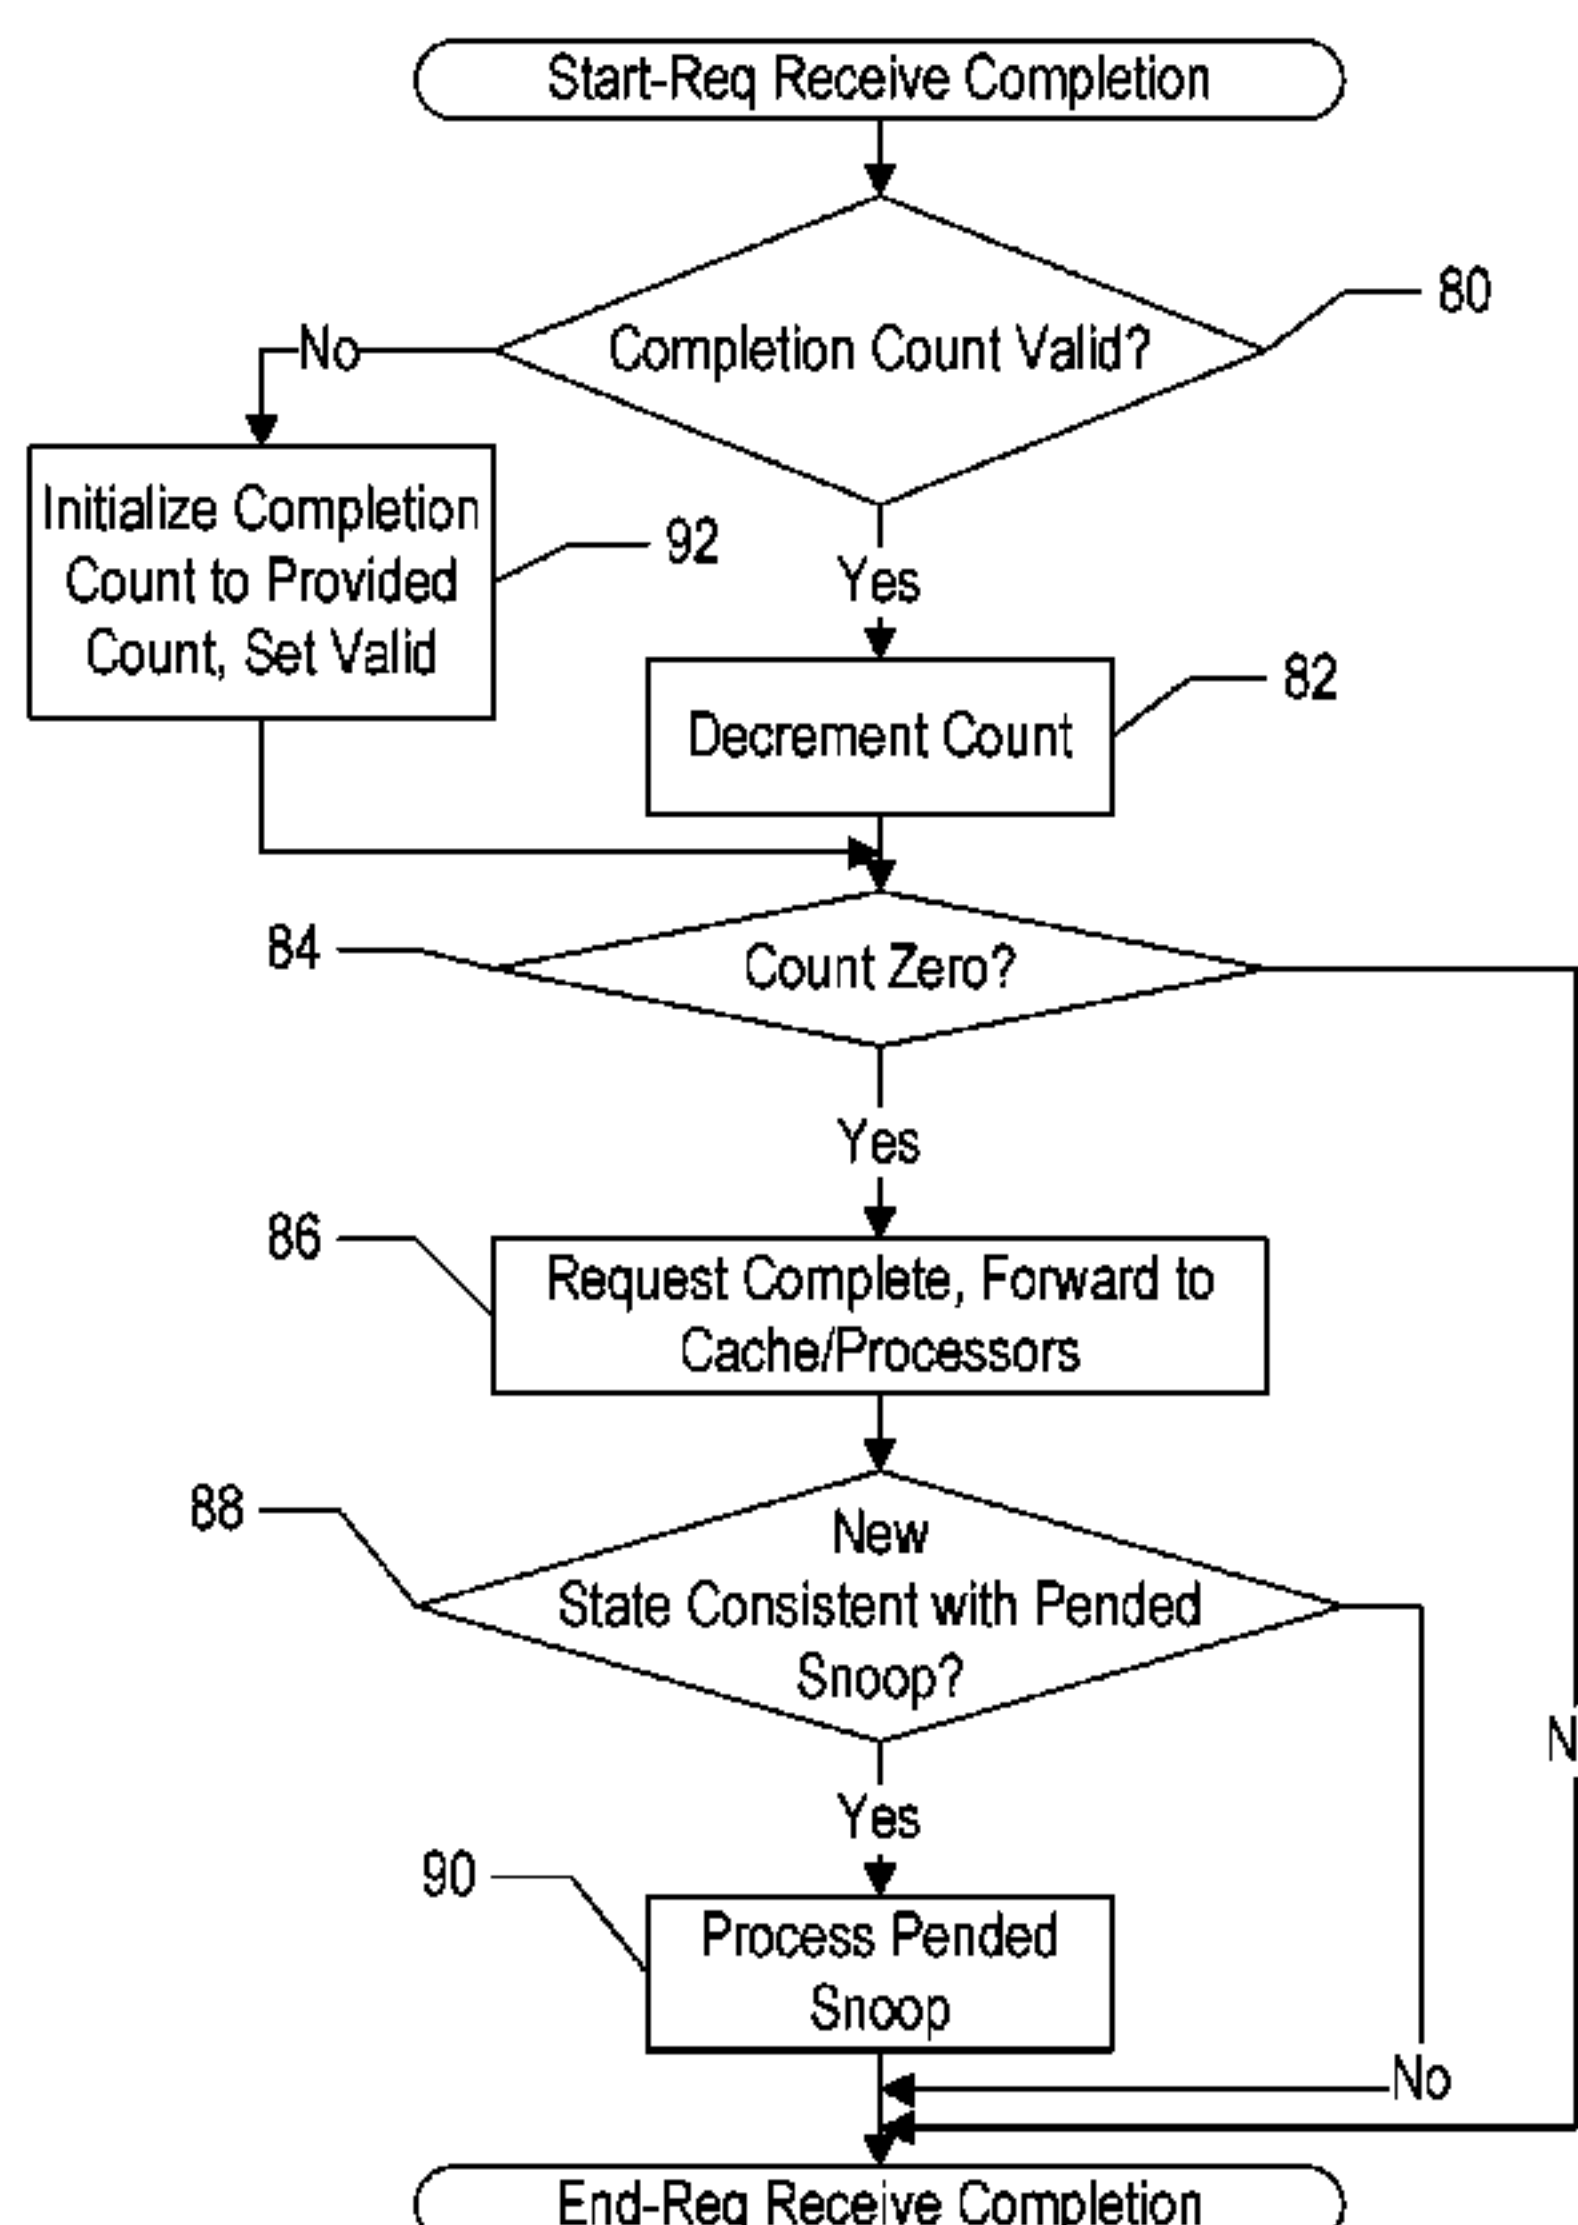 Start-Req Receive Completion
80
Completion Count Valid?
No
Initialize Completion
Count to Provided
Count, Set Valid
92
Yes
82
Decrement Count
84
Count Zero?
Yes
86
Request Complete, Forward to
Cache/Processors
88
New
State Consistent with Pended
Snoop?
N
Yes
90
Process Pended
Snoop
No
End-Req Receive Completion